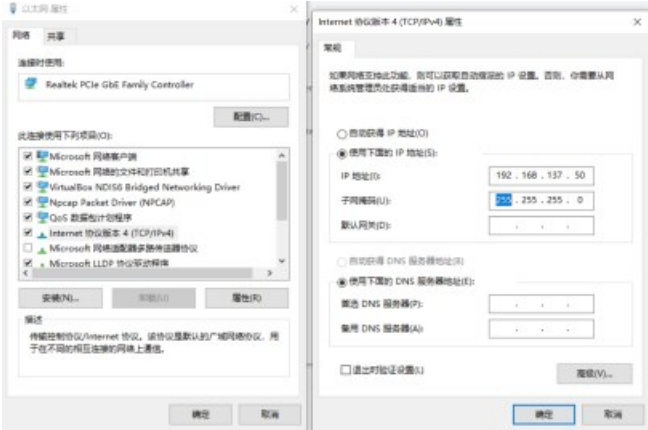 以太网 属性
网络
共享
连接时使用:
Realtek PCIe GbE Family Controller
配置(C)...
此连接使用下列项目(O):
Microsoft 网络客户端
Microsoft 网络的文件和打印机共享
VirtualBox NDIS6 Bridged Networking Driver
Npcap Packet Driver (NPCAP)
QoS 数据包计划程序
Internet 协议版本 4 (TCP/IPv4)
Microsoft 网络适配器多路传送器协议
Microsoft LLDP 协议驱动程序
安装(N)...
卸载(U)
属性(R)
描述
传输控制协议/Internet 协议。该协议是默认的广域网络协议，用
于在不同的相互连接的网络上通信。
确定
取消
Internet 协议版本 4 (TCP/IPv4) 属性
常规
如果网络支持此功能，则可以获取自动指派的 IP 设置。否则，你需要从网
络系统管理员处获得适当的 IP 设置。
自动获得 IP 地址(O)
使用下面的 IP 地址(S):
IP 地址(I):
192 . 168 . 137 . 50
子网掩码(U):
255 . 255 . 255 . 0
默认网关(D):
. . .
自动获得 DNS 服务器地址(B)
使用下面的 DNS 服务器地址(E):
首选 DNS 服务器(P):
. . .
备用 DNS 服务器(A):
. . .
退出时验证设置(L)
高级(V)...
确定
取消